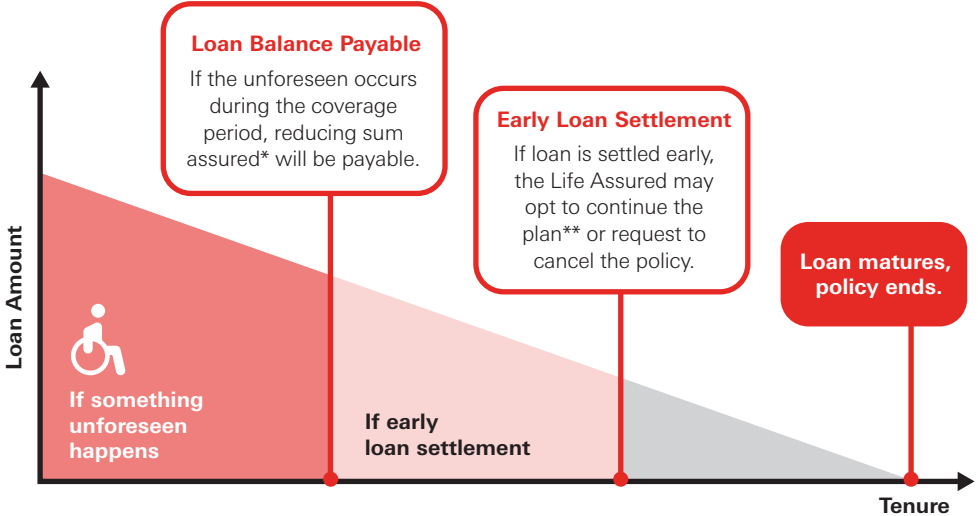 Loan Balance Payable
If the unforeseen occurs
during the coverage
period, reducing sum
assured* will be payable.
Early Loan Settlement
If loan is settled early,
the Life Assured may
opt to continue the
plan** or request to
cancel the policy.
Loan matures,
policy ends.
Loan Amount
If something
unforeseen
happens
If early
loan settlement
Tenure